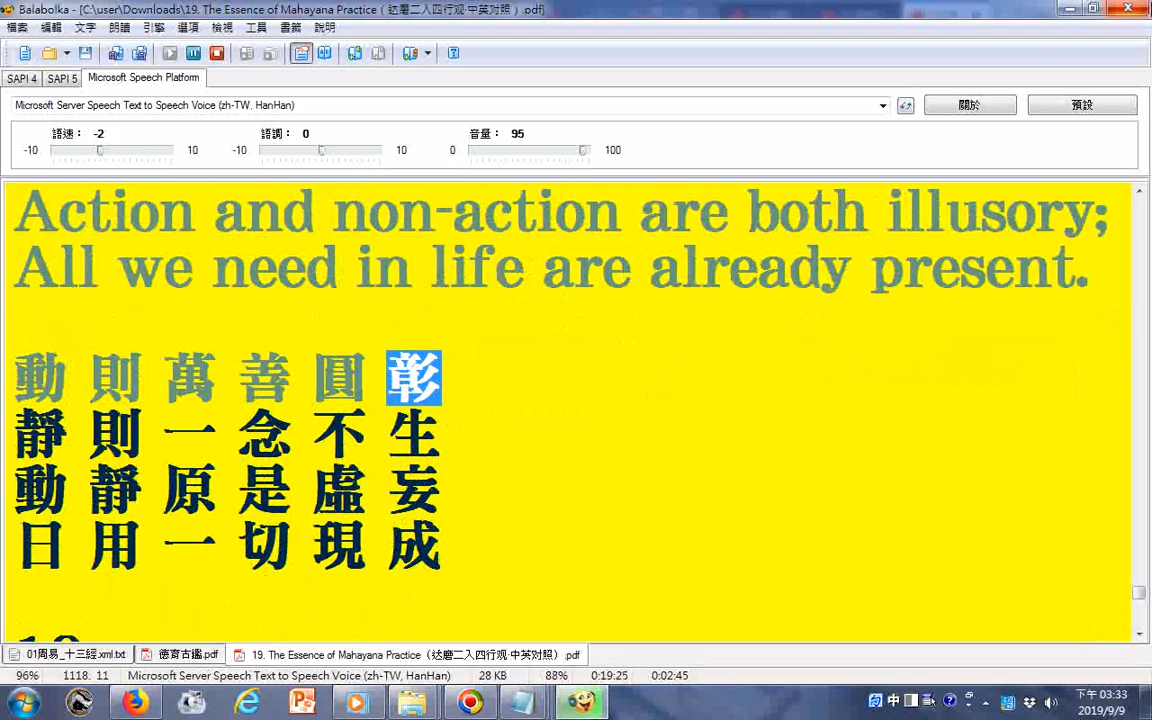 Balabolka - [C:\user\Downloads\19. The Essence of Mahayana Practice（达磨二入四行观·中英对照）.pdf]
檔案 編輯 文字 朗讀 引擎 選項 檢視 工具 書籤 說明
SAPI 4 SAPI 5 Microsoft Speech Platform
Microsoft Server Speech Text to Speech Voice (zh-TW, HanHan) 關於 預設
語速： -2 語調： 0 音量： 95
-10 10 -10 10 0 100
Action and non-action are both illusory;
All we need in life are already present.
動 則 萬 善 圓 彰
靜 則 一 念 不 生
動 靜 原 是 虛 妄
日 用 一 切 現 成
01周易_十三經.xml.txt 德育古鑑.pdf 19. The Essence of Mahayana Practice（达磨二入四行观·中英对照）.pdf
96% 1118: 11 Microsoft Server Speech Text to Speech Voice (zh-TW, HanHan) 28 KB 88% 0:19:25 0:02:45
中 下午 03:33
2019/9/9